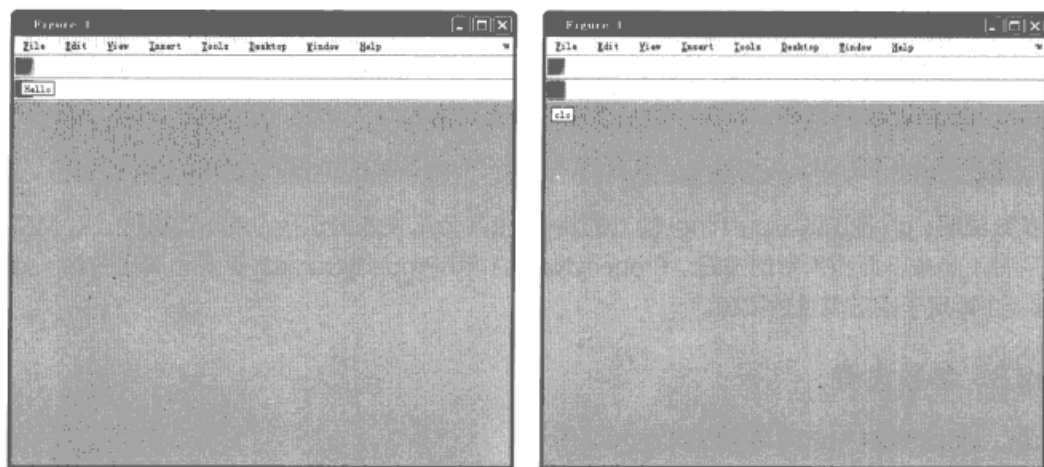 Figure 1
File Edit View Insert Tools Desktop Window Help
Hello
Figure 1
File Edit View Insert Tools Desktop Window Help
clc